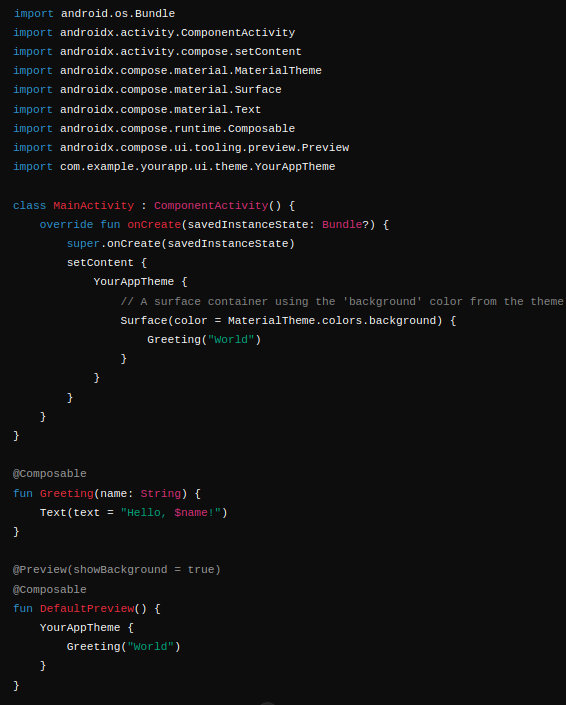 import android.os.Bundle
import androidx.activity.ComponentActivity
import androidx.activity.compose.setContent
import androidx.compose.material.MaterialTheme
import androidx.compose.material.Surface
import androidx.compose.material.Text
import androidx.compose.runtime.Composable
import androidx.compose.ui.tooling.preview.Preview
import com.example.yourapp.ui.theme.YourAppTheme

class MainActivity : ComponentActivity() {
    override fun onCreate(savedInstanceState: Bundle?) {
        super.onCreate(savedInstanceState)
        setContent {
            YourAppTheme {
                // A surface container using the 'background' color from the theme
                Surface(color = MaterialTheme.colors.background) {
                    Greeting("World")
                }
            }
        }
    }
}

@Composable
fun Greeting(name: String) {
    Text(text = "Hello, $name!")
}

@Preview(showBackground = true)
@Composable
fun DefaultPreview() {
    YourAppTheme {
        Greeting("World")
    }
}